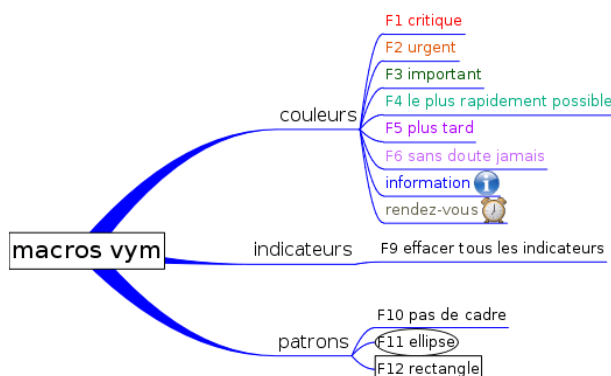 F1 critique
F2 urgent
F3 important
couleurs
F4 le plus rapidement possible
F5 plus tard
F6 sans doute jamais
information
rendez-vous
macros vym
indicateurs
F9 effacer tous les indicateurs
F10 pas de cadre
patrons
F11 ellipse
F12 rectangle